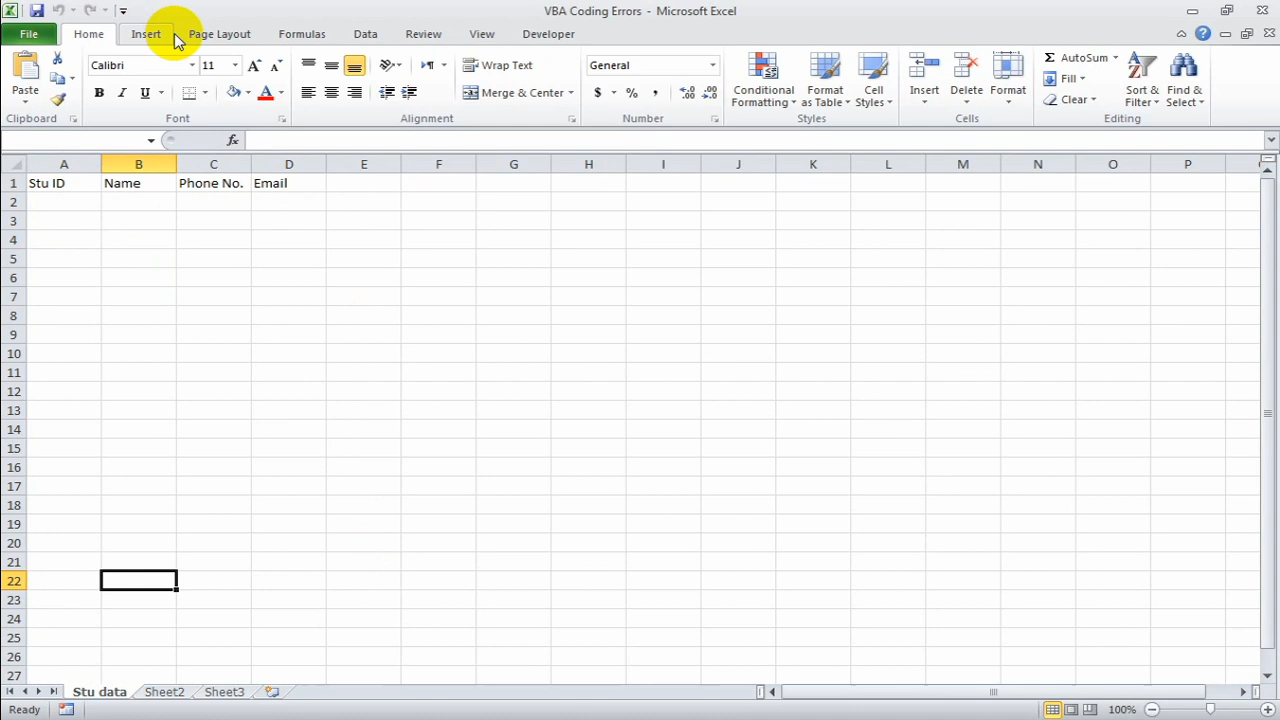 VBA Coding Errors - Microsoft Excel
File Home Insert Page Layout Formulas Data Review View Developer
Paste
Clipboard
Calibri 11
B I U A
Font
Wrap Text
Merge & Center
Alignment
General
$ % ,
Number
Conditional Formatting
Format as Table
Cell Styles
Styles
Insert
Delete
Format
Cells
Σ AutoSum
Fill
Clear
Sort & Filter
Find & Select
Editing
fx
A B C D E F G H I J K L M N O P
1 Stu ID Name Phone No. Email
2
3
4
5
6
7
8
9
10
11
12
13
14
15
16
17
18
19
20
21
22
23
24
25
26
27
Stu data Sheet2 Sheet3
Ready 100%